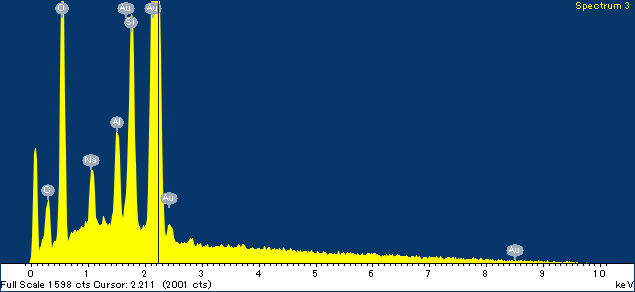 Spectrum 3
O Au Au
Si
Al
Na
C Au
Au
0 1 2 3 4 5 6 7 8 9 10
Full Scale 1598 cts Cursor: 2.211 (2001 cts) keV